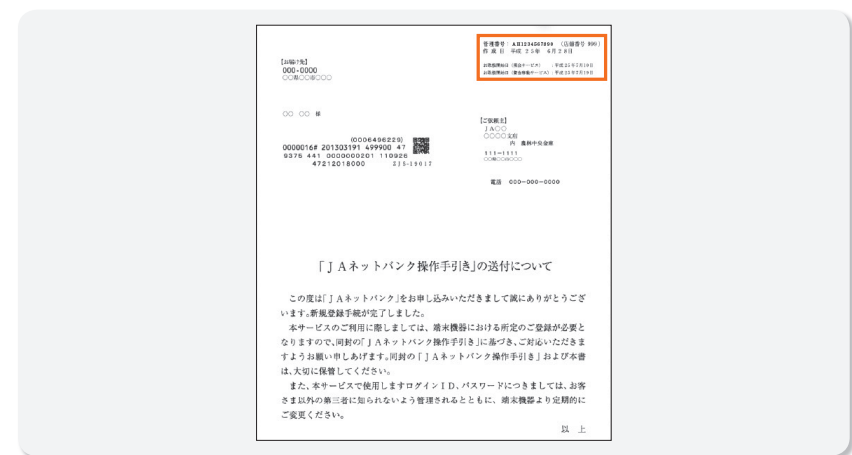 管理番号：AH1234567890 （店舗番号 999）
作 成 日　平成 25年　4月28日
【お届け先】
000-0000
○○県○○市○○○
○○ ○○ 様
(0006496229)
0000016# 201303191 499900 47
9375 441 0000000201 110926
47212018000
215-19017
【ご依頼主】
ＪＡ○○
○○○○支店
内 農林中央金庫
111-1111
○○県○○市○○○
電話 000-000-0000
「ＪＡネットバンク操作手引き」の送付について
この度は「ＪＡネットバンク」をお申し込みいただきまして誠にありがとうござ
います。新規登録手続が完了しました。
本サービスのご利用に際しましては、端末機器における所定のご登録が必要と
なりますので、同封の「ＪＡネットバンク操作手引き」に基づき、ご対応いただきま
すようお願い申しあげます。同封の「ＪＡネットバンク操作手引き」および本書
は、大切に保管してください。
また、本サービスで使用しますログインＩＤ、パスワードにつきましては、お客
さま以外の第三者に知られないよう管理されるとともに、端末機器より定期的に
ご変更ください。
以　上